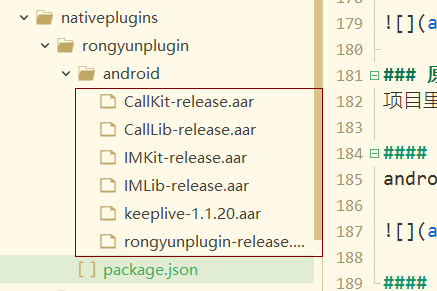 nativeplugins
rongyunplugin
android
CallKit-release.aar
CallLib-release.aar
IMKit-release.aar
IMLib-release.aar
keeplive-1.1.20.aar
rongyunplugin-release....
[ ] package.json
179 ![](a
180
181 ### 原
182 项目里
183
184 ####
185 andro
186
187 ![](a
188
189 ####